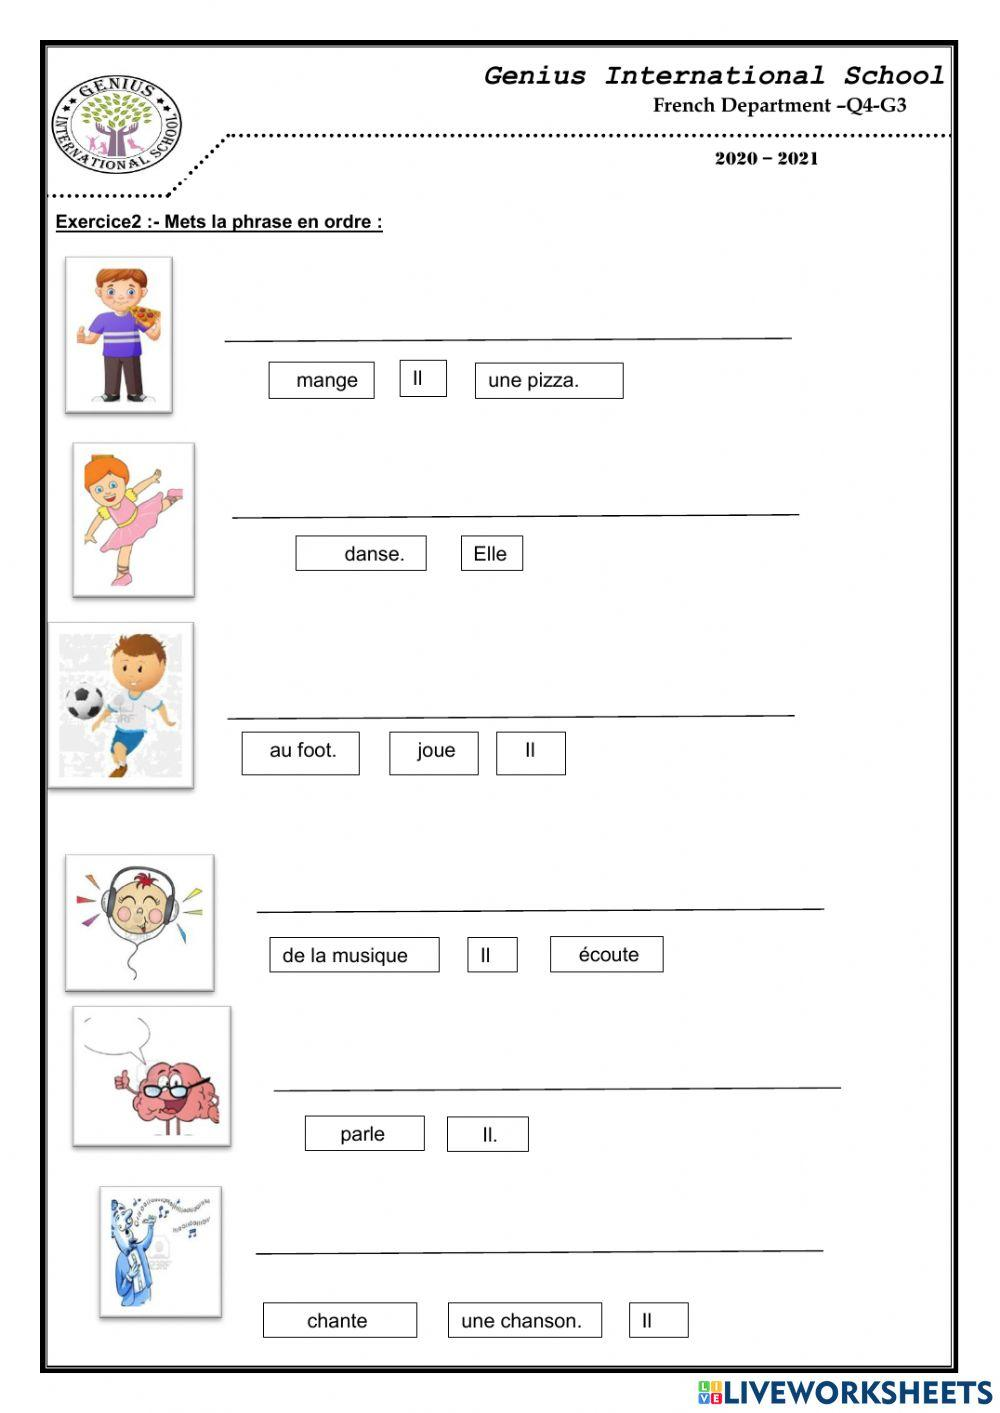 Genius International School
GENIUS
INTERNATIONAL SCHOOL
French Department –Q4-G3
2020 – 2021
Exercice2 :- Mets la phrase en ordre :
mange Il une pizza.
danse. Elle
au foot. joue Il
de la musique Il écoute
parle Il.
chante une chanson. Il
LIVE LIVEWORKSHEETS